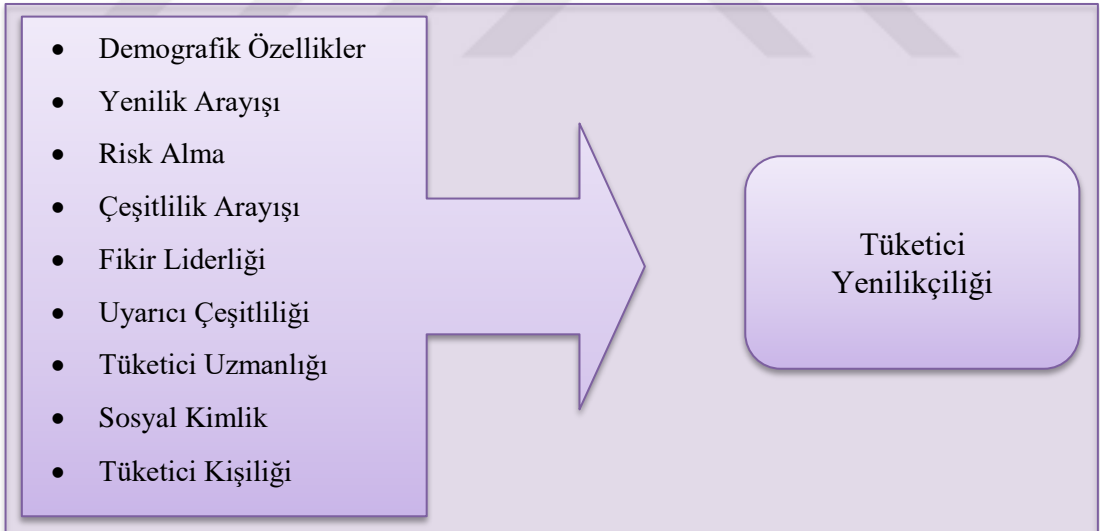 • Demografik Özellikler
• Yenilik Arayışı
• Risk Alma
• Çeşitlilik Arayışı
• Fikir Liderliği
• Uyarıcı Çeşitliliği
• Tüketici Uzmanlığı
• Sosyal Kimlik
• Tüketici Kişiliği
Tüketici
Yenilikçiliği